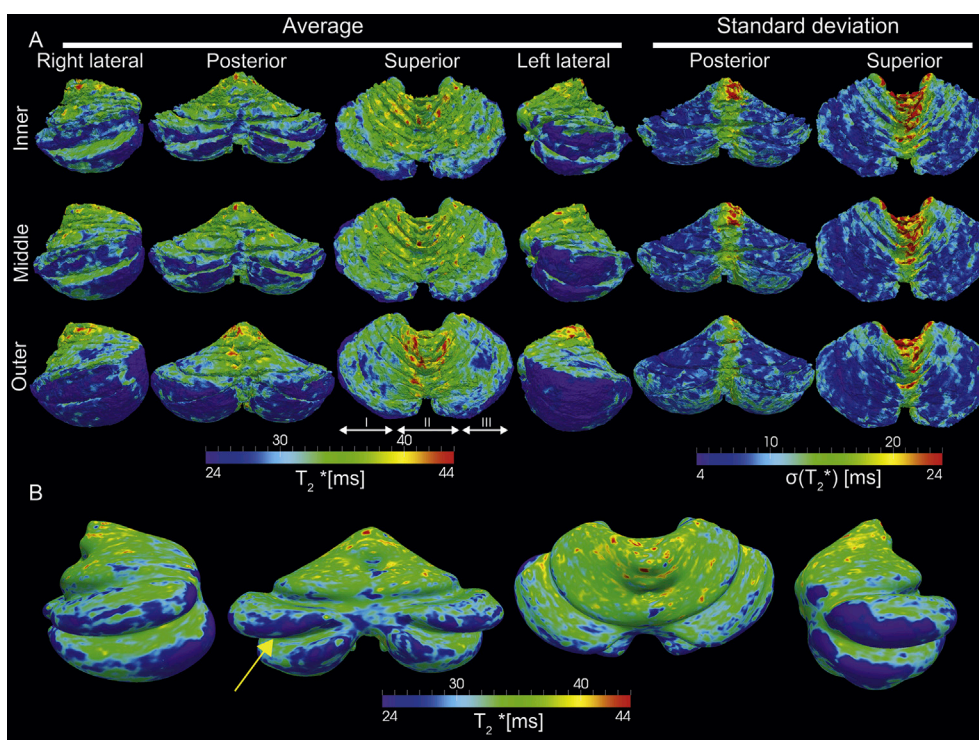 A
Average
Standard deviation
Right lateral
Posterior
Superior
Left lateral
Posterior
Superior
Inner
Middle
Outer
I
II
III
30
40
24
T2*[ms]
44
10
20
4
σ(T2*) [ms]
24
B
30
40
24
T2*[ms]
44